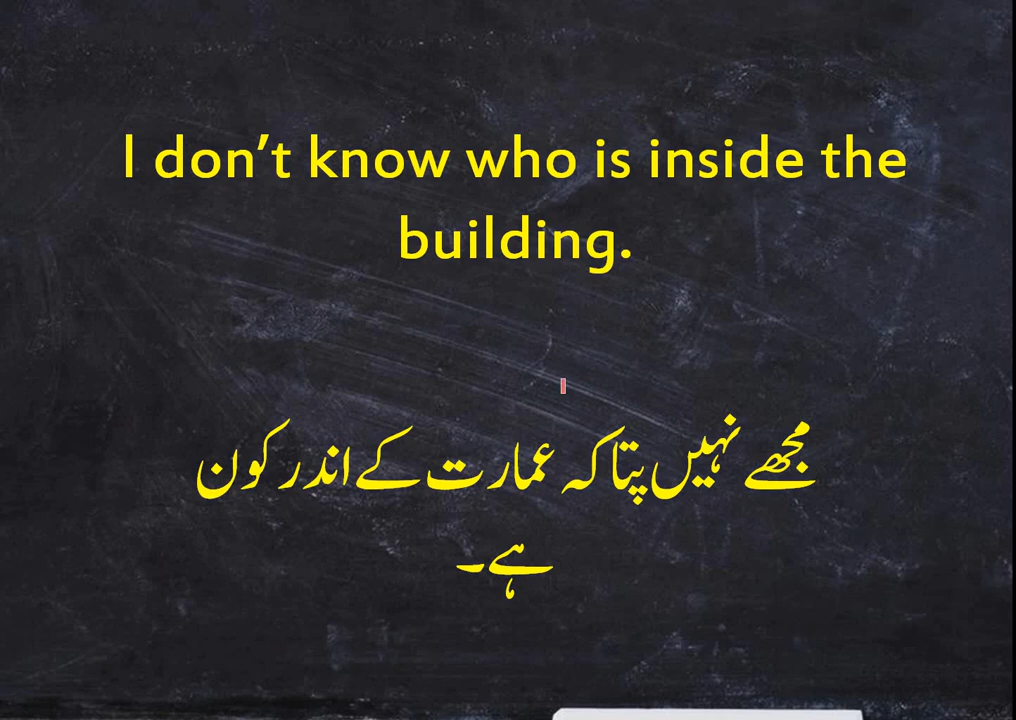 I don’t know who is inside the
building.
مجھے نہیں پتا کہ عمارت کے اندر کون
ہے۔